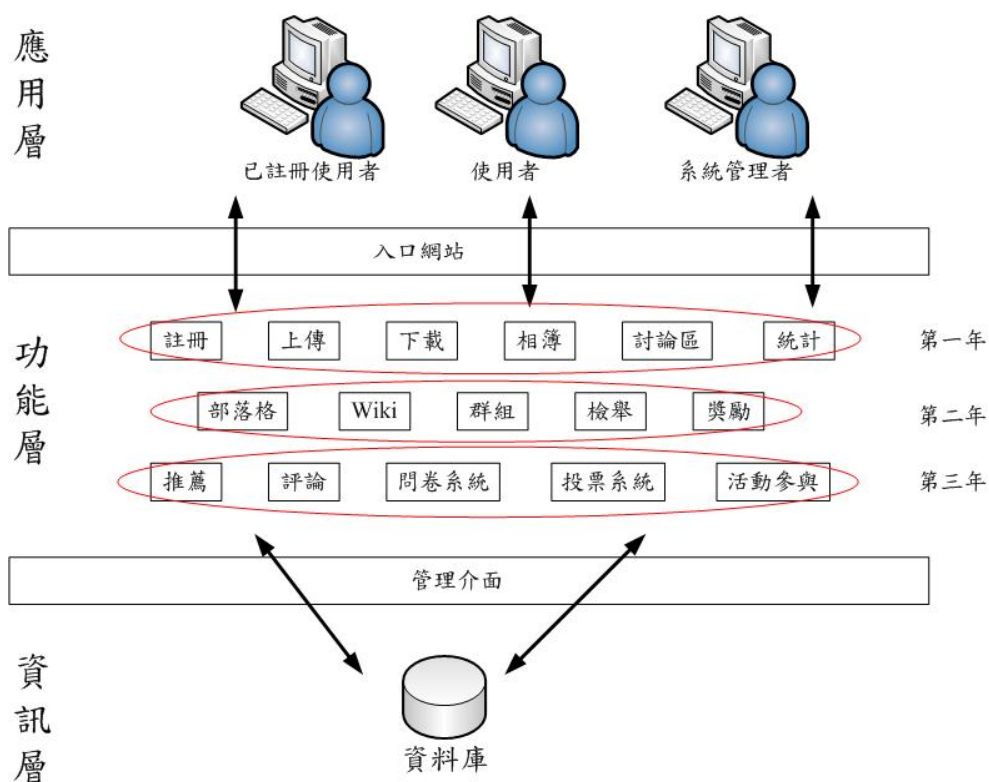 應用層
已註冊使用者 使用者 系統管理者
入口網站
功能層
註冊 上傳 下載 相簿 討論區 統計 第一年
部落格 Wiki 群組 檢舉 獎勵 第二年
推薦 評論 問卷系統 投票系統 活動參與 第三年
管理介面
資訊層
資料庫